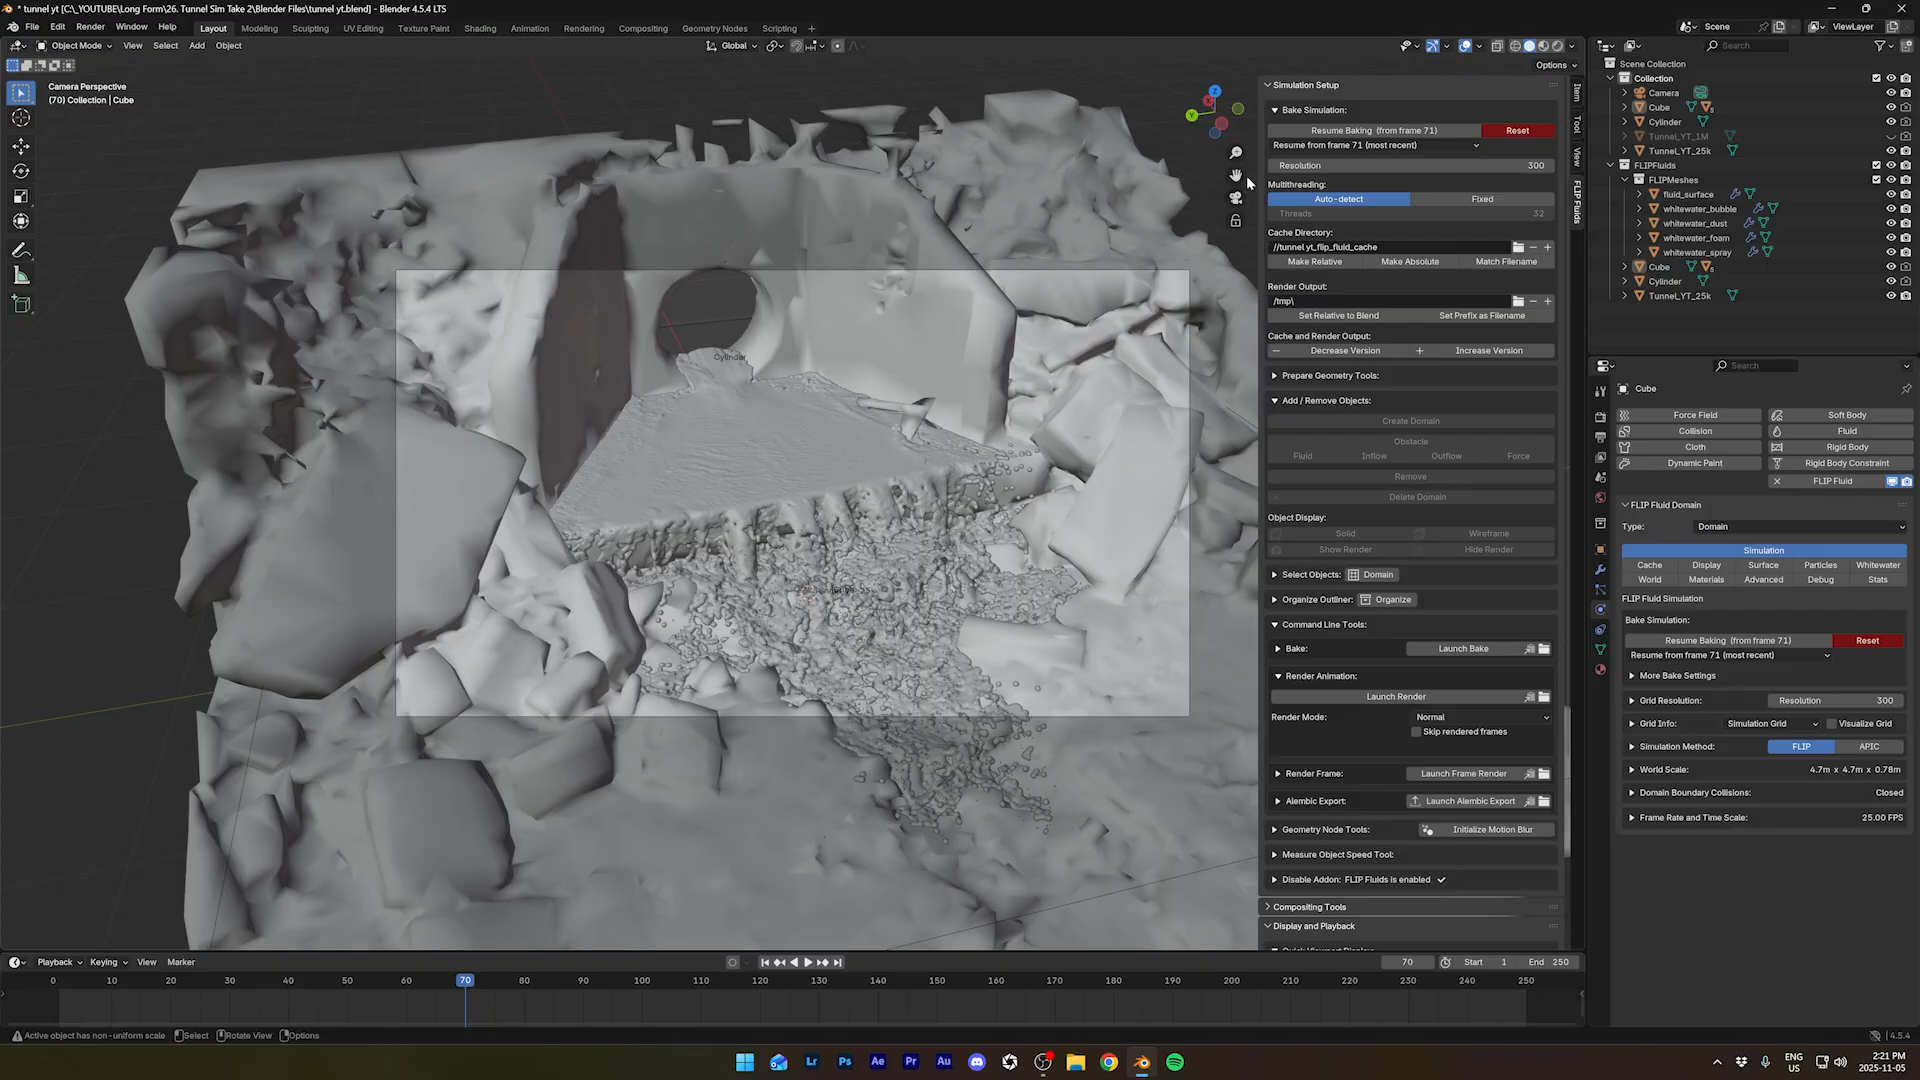 * tunnel yt [C:\_YOUTUBE\Long Form\26. Tunnel Sim Take 2\Blender Files\tunnel yt.blend] - Blender 4.5.4 LTS
File Edit Render Window Help
Layout Modeling Sculpting UV Editing Texture Paint Shading Animation Rendering Compositing Geometry Nodes Scripting +
Scene
ViewLayer
Object Mode View Select Add Object
Global
Options
Camera Perspective
(70) Collection | Cube
Z
Y
Cylinder
Item
Tool
View
FLIP Fluids
Simulation Setup
Bake Simulation:
Resume Baking (from frame 71) Reset
Resume from frame 71 (most recent)
Resolution 300
Multithreading:
Auto-detect Fixed
Threads 32
Cache Directory:
//tunnel yt_flip_fluid_cache
Make Relative Make Absolute Match Filename
Render Output:
/tmp\
Set Relative to Blend Set Prefix as Filename
Cache and Render Output:
Decrease Version Increase Version
Prepare Geometry Tools:
Add / Remove Objects:
Create Domain
Obstacle
Fluid Inflow Outflow Force
Remove
Delete Domain
Object Display:
Solid Wireframe
Show Render Hide Render
Select Objects: Domain
Organize Outliner: Organize
Command Line Tools:
Bake: Launch Bake
Render Animation:
Launch Render
Render Mode: Normal
Skip rendered frames
Render Frame: Launch Frame Render
Alembic Export: Launch Alembic Export
Geometry Node Tools: Initialize Motion Blur
Measure Object Speed Tool:
Disable Addon: FLIP Fluids is enabled
Compositing Tools
Display and Playback
Search
Scene Collection
Collection
Camera
Cube 5
Cylinder
Tunnel_YT_1M
Tunnel_YT_25k
FLIPFluids
FLIPMeshes
fluid_surface
whitewater_bubble
whitewater_dust
whitewater_foam
whitewater_spray
Cube 5
Cylinder
Tunnel_YT_25k
Search
Cube
Force Field Soft Body
Collision Fluid
Cloth Rigid Body
Dynamic Paint Rigid Body Constraint
FLIP Fluid
FLIP Fluid Domain
Type: Domain
Simulation
Cache Display Surface Particles Whitewater
World Materials Advanced Debug Stats
FLIP Fluid Simulation
Bake Simulation:
Resume Baking (from frame 71) Reset
Resume from frame 71 (most recent)
More Bake Settings
Grid Resolution: Resolution 300
Grid Info: Simulation Grid Visualize Grid
Simulation Method: FLIP APIC
World Scale: 4.7m x 4.7m x 0.78m
Domain Boundary Collisions: Closed
Frame Rate and Time Scale: 25.00 FPS
Playback Keying View Marker
70 Start 1 End 250
0 10 20 30 40 50 60 70 80 90 100 110 120 130 140 150 160 170 180 190 200 210 220 230 240 250
Active object has non-uniform scale Select Rotate View Options
4.5.4
Lr Ps Ae Pr Au
ENG
US
2:21 PM
2025-11-05